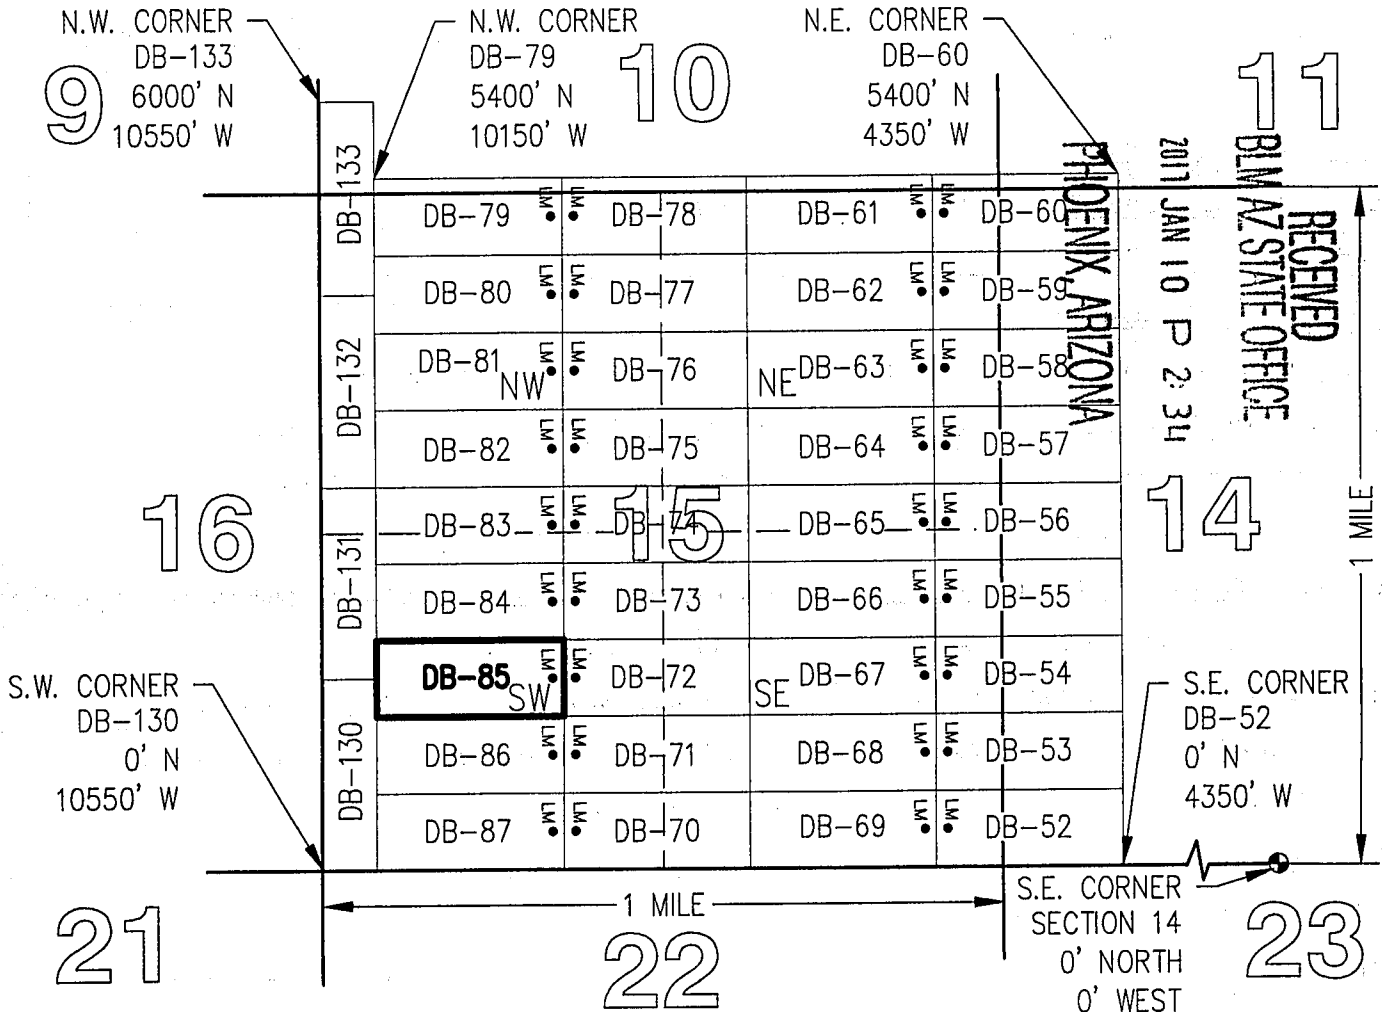 N.W. CORNER
DB-133
6000' N
10550' W
N.W. CORNER
DB-79
5400' N
10150' W
N.E. CORNER
DB-60
5400' N
4350' W
9
10
11
RECEIVED
BLM AZ STATE OFFICE
2011 JAN 10 P 2:34
PHOENIX, ARIZONA
DB-133
DB-79 LM LM DB-78 DB-61 LM LM DB-60
DB-80 LM LM DB-77 DB-62 LM LM DB-59
DB-132
DB-81 NW LM LM DB-76 NE DB-63 LM LM DB-58
DB-82 LM LM DB-75 DB-64 LM LM DB-57
16
DB-83 LM LM DB-74 15 DB-65 LM LM DB-56
14
1 MILE
DB-131
DB-84 LM LM DB-73 DB-66 LM LM DB-55
DB-85 SW LM LM DB-72 SE DB-67 LM LM DB-54
DB-130
DB-86 LM LM DB-71 DB-68 LM LM DB-53
DB-87 LM LM DB-70 DB-69 LM LM DB-52
S.W. CORNER
DB-130
0' N
10550' W
S.E. CORNER
DB-52
0' N
4350' W
1 MILE
S.E. CORNER
SECTION 14
0' NORTH
0' WEST
21
22
23